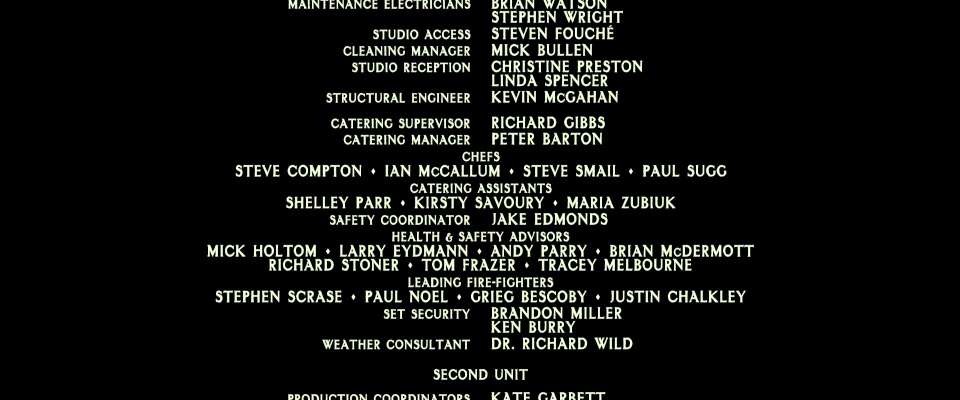 MAINTENANCE ELECTRICIANS BRIAN WATSON
STEPHEN WRIGHT
STUDIO ACCESS STEVEN FOUCHÉ
CLEANING MANAGER MICK BULLEN
STUDIO RECEPTION CHRISTINE PRESTON
LINDA SPENCER
STRUCTURAL ENGINEER KEVIN McGAHAN
CATERING SUPERVISOR RICHARD GIBBS
CATERING MANAGER PETER BARTON
CHEFS
STEVE COMPTON • IAN McCALLUM • STEVE SMAIL • PAUL SUGG
CATERING ASSISTANTS
SHELLEY PARR • KIRSTY SAVOURY • MARIA ZUBIUK
SAFETY COORDINATOR JAKE EDMONDS
HEALTH & SAFETY ADVISORS
MICK HOLTOM • LARRY EYDMANN • ANDY PARRY • BRIAN McDERMOTT
RICHARD STONER • TOM FRAZER • TRACEY MELBOURNE
LEADING FIRE-FIGHTERS
STEPHEN SCRASE • PAUL NOEL • GRIEG BESCOBY • JUSTIN CHALKLEY
SET SECURITY BRANDON MILLER
KEN BURRY
WEATHER CONSULTANT DR. RICHARD WILD
SECOND UNIT
PRODUCTION COORDINATORS KATE GARBETT